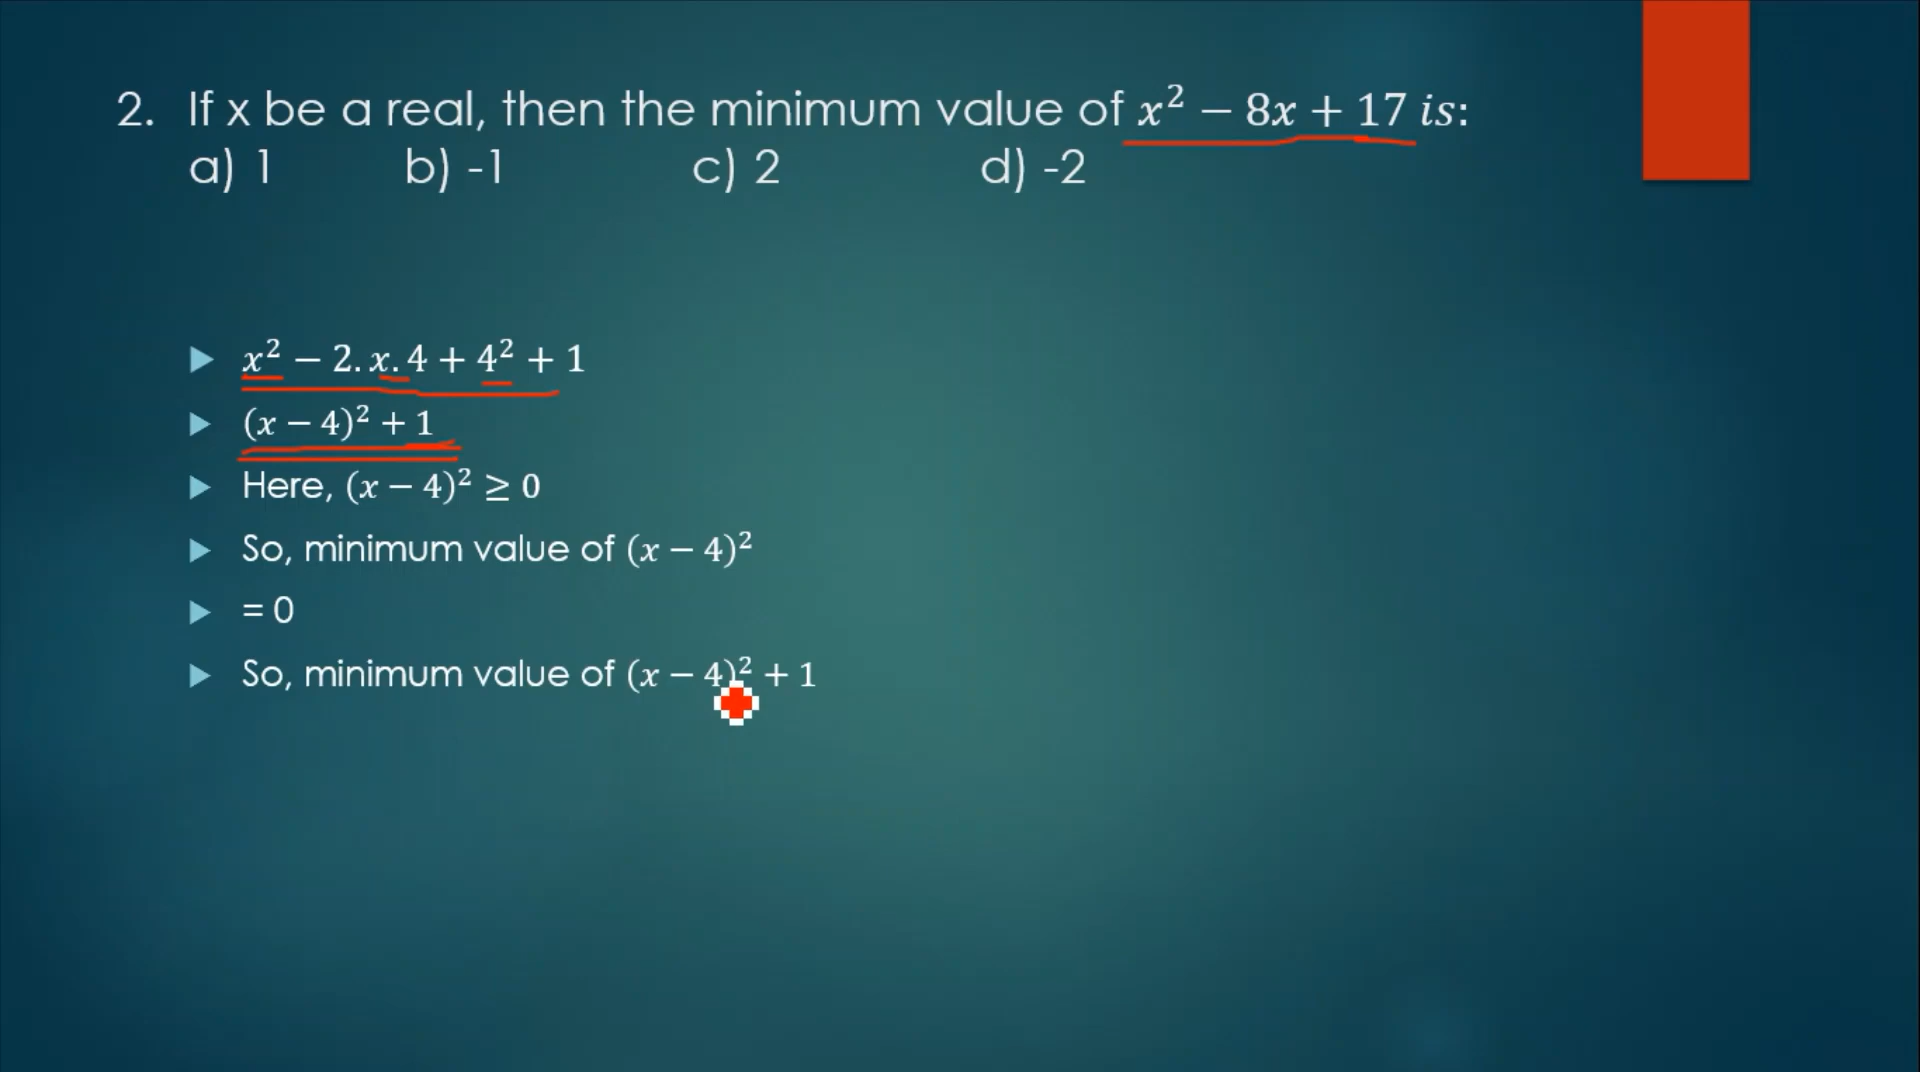 2. If x be a real, then the minimum value of x² − 8x + 17 is:
a) 1 b) -1 c) 2 d) -2
x² − 2. x. 4 + 4² + 1
(x − 4)² + 1
Here, (x − 4)² ≥ 0
So, minimum value of (x − 4)²
= 0
So, minimum value of (x − 4)² + 1